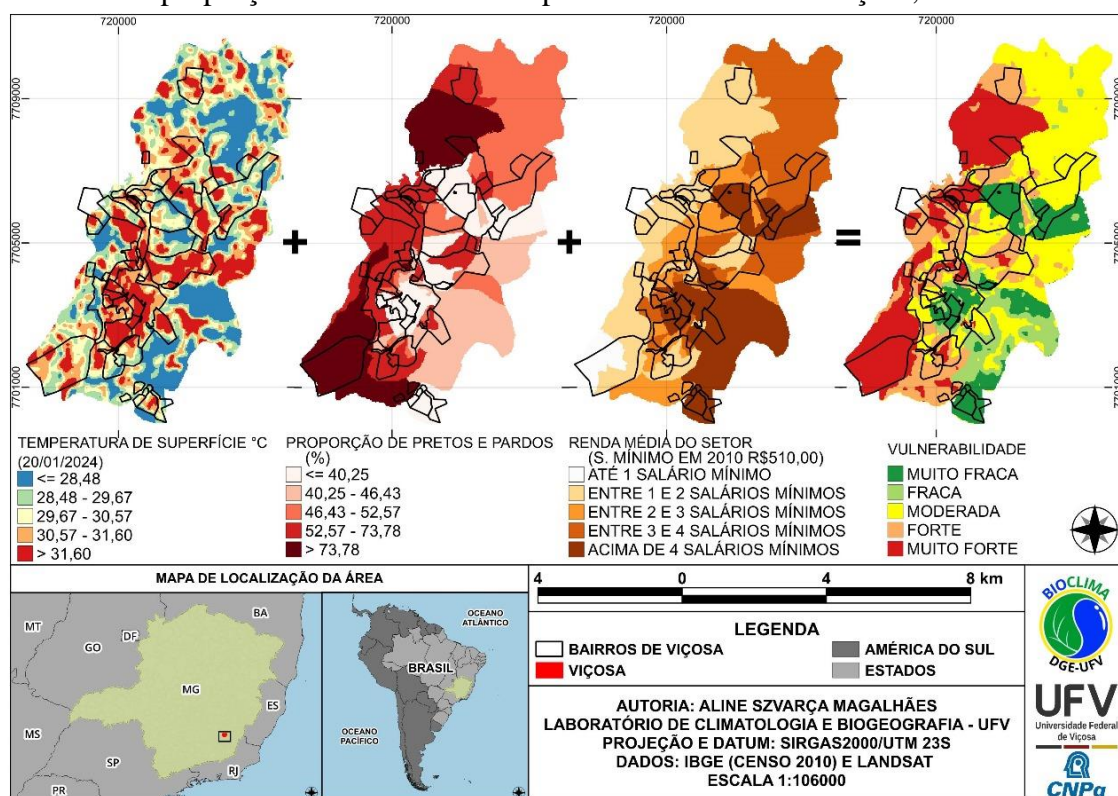 720000
720000
720000
720000
7709000
7709000
7705000
7705000
7701000
7701000
+
+
=
TEMPERATURA DE SUPERFÍCIE °C
(20/01/2024)
<= 28,48
28,48 - 29,67
29,67 - 30,57
30,57 - 31,60
> 31,60
PROPORÇÃO DE PRETOS E PARDOS
(%)
<= 40,25
40,25 - 46,43
46,43 - 52,57
52,57 - 73,78
> 73,78
RENDA MÉDIA DO SETOR
(S. MÍNIMO EM 2010 R$510,00)
ATÉ 1 SALÁRIO MÍNIMO
ENTRE 1 E 2 SALÁRIOS MÍNIMOS
ENTRE 2 E 3 SALÁRIOS MÍNIMOS
ENTRE 3 E 4 SALÁRIOS MÍNIMOS
ACIMA DE 4 SALÁRIOS MÍNIMOS
VULNERABILIDADE
MUITO FRACA
FRACA
MODERADA
FORTE
MUITO FORTE
MAPA DE LOCALIZAÇÃO DA ÁREA
MT
GO
DF
BA
MG
ES
MS
SP
RJ
PR
OCEANO
ATLÂNTICO
BRASIL
OCEANO
PACÍFICO
4 0 4 8 km
LEGENDA
BAIRROS DE VIÇOSA
AMÉRICA DO SUL
VIÇOSA
ESTADOS
AUTORIA: ALINE SZVARÇA MAGALHÃES
LABORATÓRIO DE CLIMATOLOGIA E BIOGEOGRAFIA - UFV
PROJEÇÃO E DATUM: SIRGAS2000/UTM 23S
DADOS: IBGE (CENSO 2010) E LANDSAT
ESCALA 1:106000
BIOCLIMA
DGE-UFV
UFV
Universidade Federal
de Viçosa
CNPq